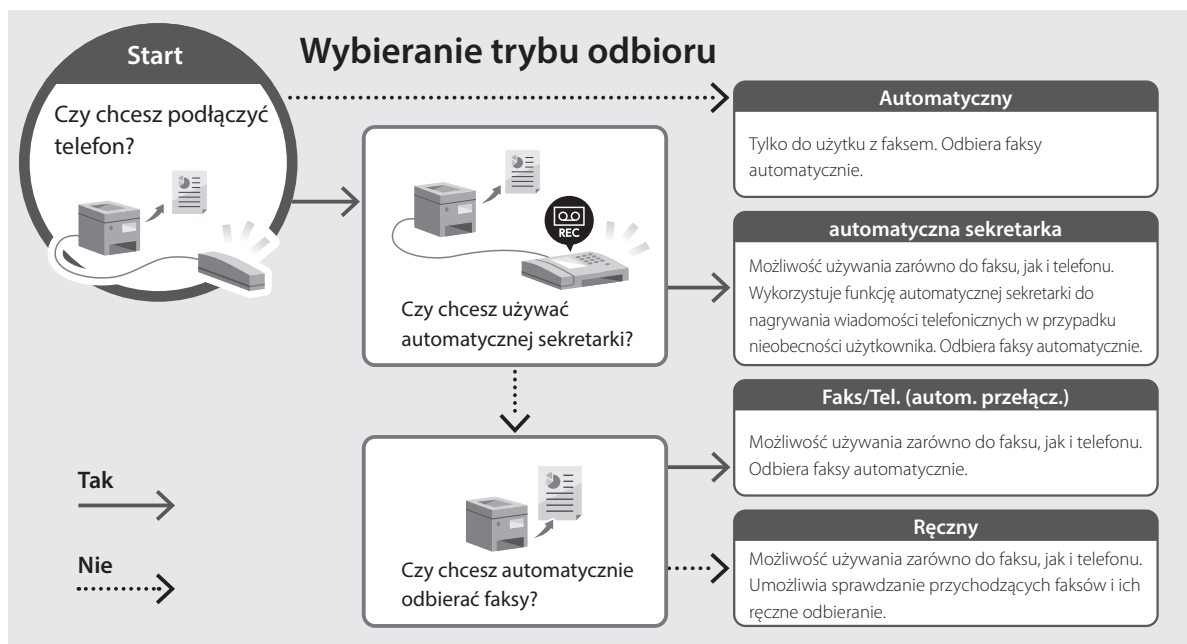 Wybieranie trybu odbioru
Start
Czy chcesz podłączyć
telefon?
Automatyczny
Tylko do użytku z faksem. Odbiera faksy
automatycznie.
REC
Czy chcesz używać
automatycznej sekretarki?
automatyczna sekretarka
Możliwość używania zarówno do faksu, jak i telefonu.
Wykorzystuje funkcję automatycznej sekretarki do
nagrywania wiadomości telefonicznych w przypadku
nieobecności użytkownika. Odbiera faksy automatycznie.
Czy chcesz automatycznie
odbierać faksy?
Faks/Tel. (autom. przełącz.)
Możliwość używania zarówno do faksu, jak i telefonu.
Odbiera faksy automatycznie.
Ręczny
Możliwość używania zarówno do faksu, jak i telefonu.
Umożliwia sprawdzanie przychodzących faksów i ich
ręczne odbieranie.
Tak
Nie